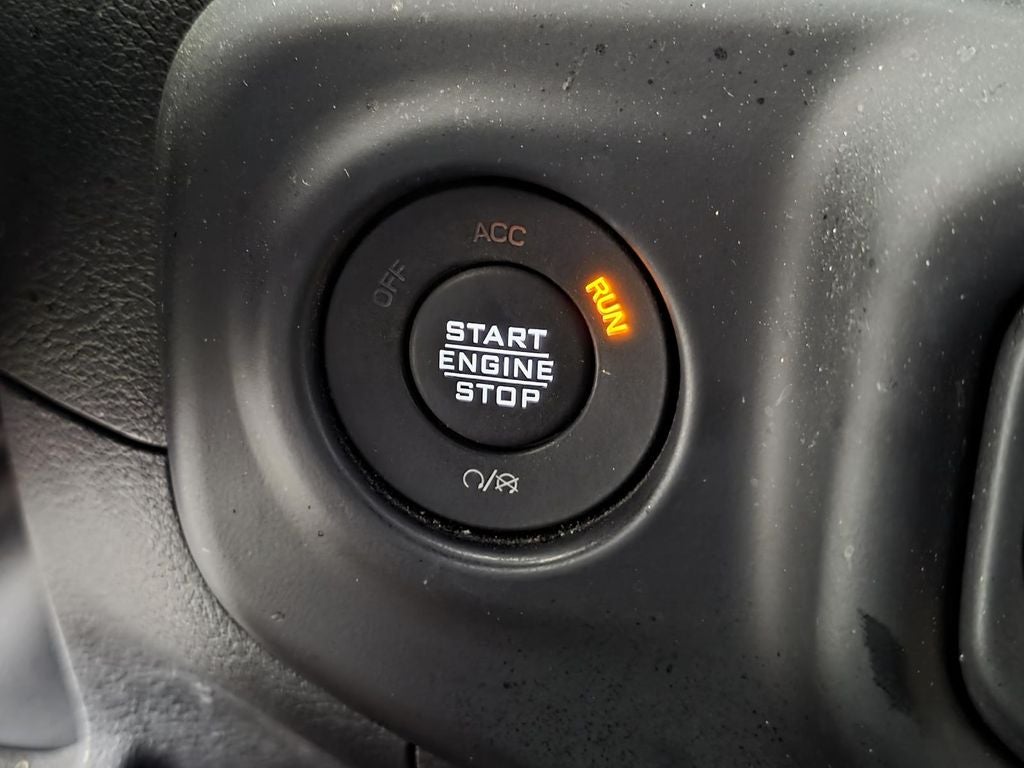 ACC
OFF
RUN
START
ENGINE
STOP